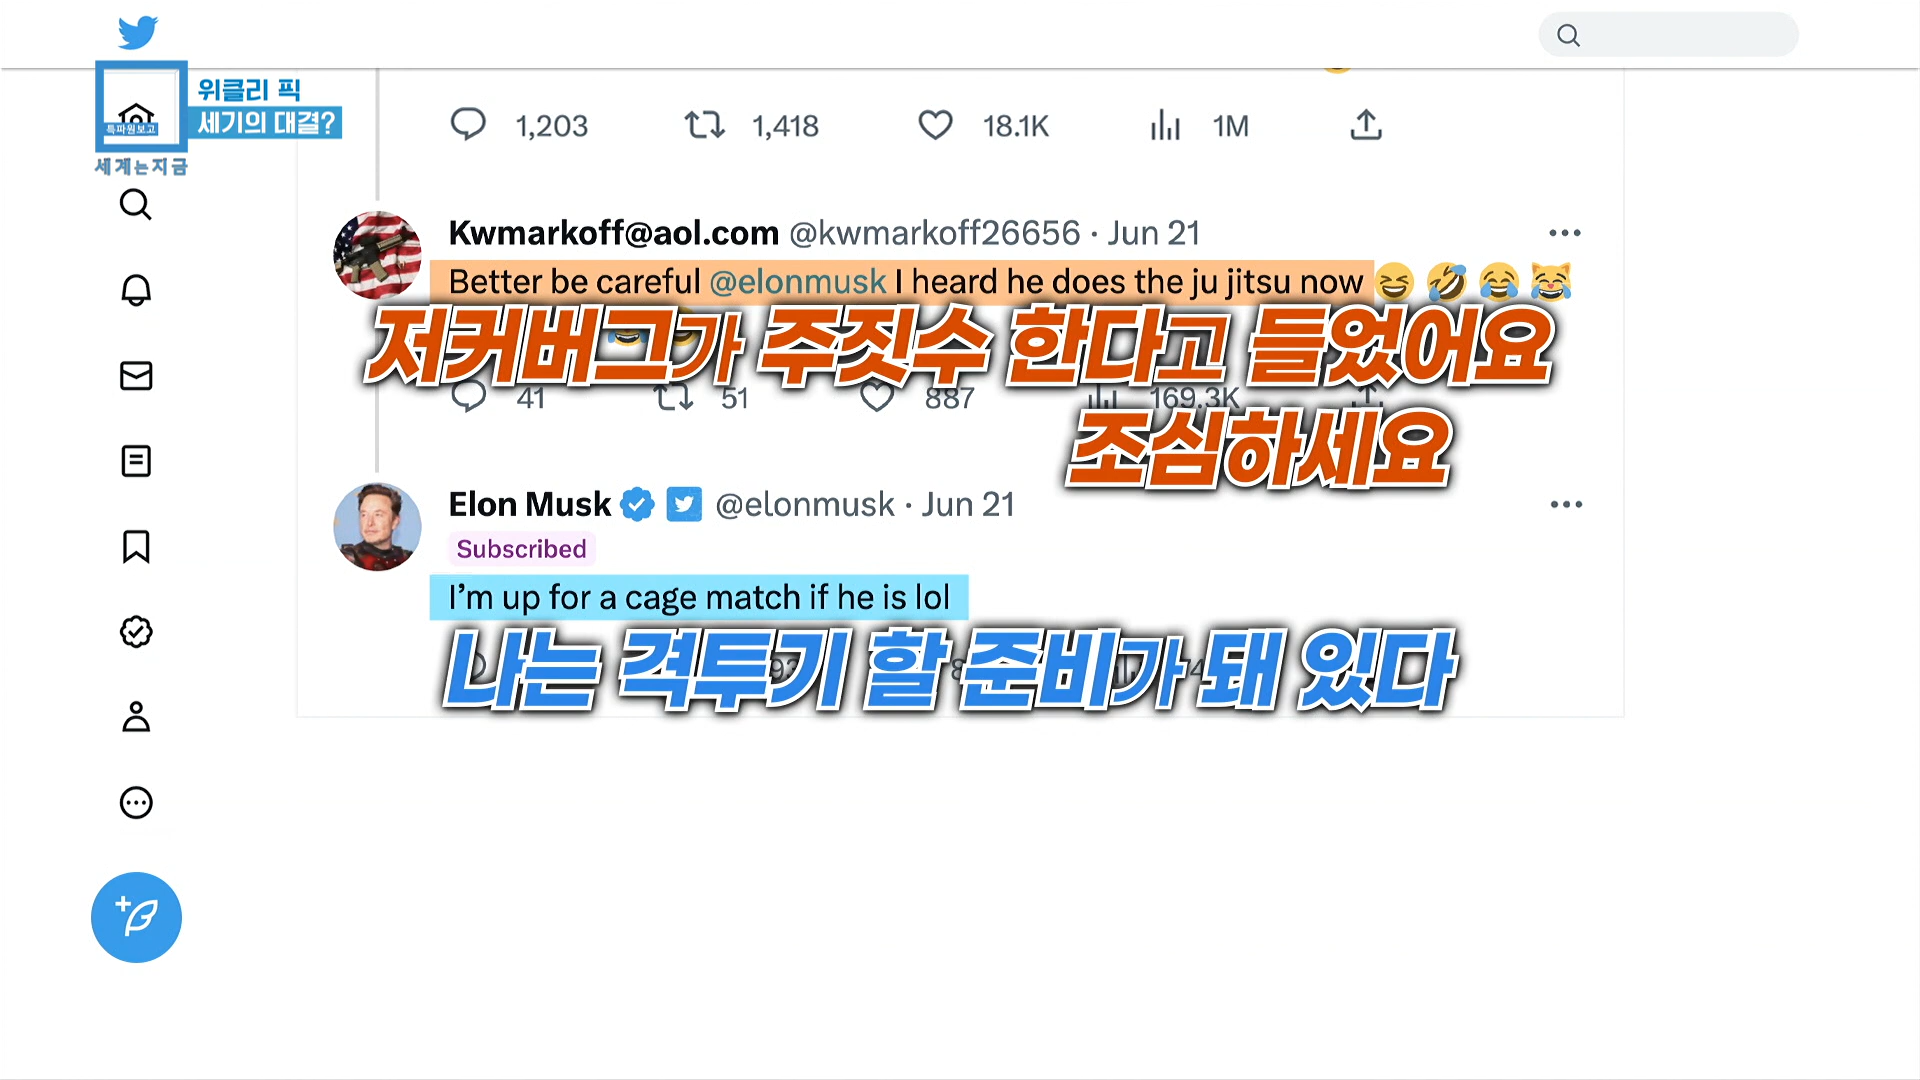 위클리 픽
세기의 대결?
특파원보고
세계는지금
1,203 1,418 18.1K 1M
Kwmarkoff@aol.com @kwmarkoff26656 · Jun 21
Better be careful @elonmusk I heard he does the ju jitsu now
저커버그가 주짓수 한다고 들었어요
41 51 887 169.3K
조심하세요
Elon Musk @elonmusk · Jun 21
Subscribed
I’m up for a cage match if he is lol
나는 격투기 할 준비가 돼 있다